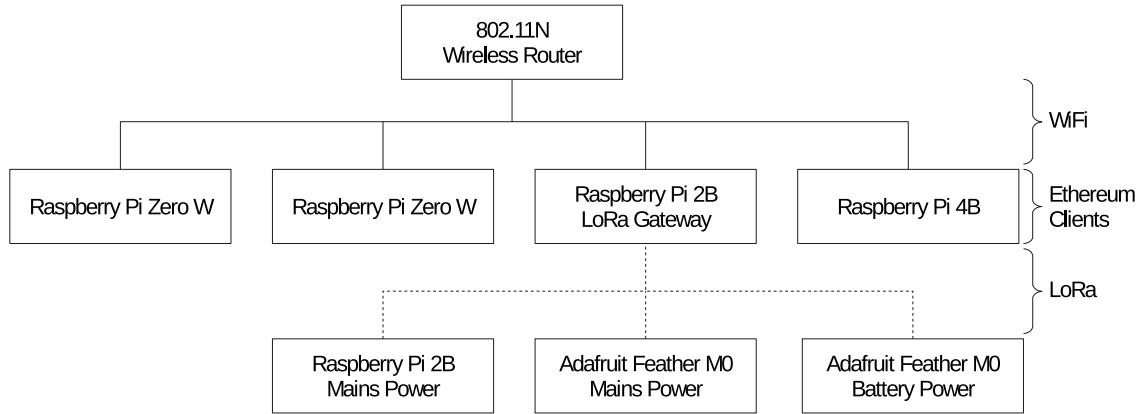 802.11N
Wireless Router
WiFi
Raspberry Pi Zero W
Raspberry Pi Zero W
Raspberry Pi 2B
LoRa Gateway
Raspberry Pi 4B
Ethereum
Clients
LoRa
Raspberry Pi 2B
Mains Power
Adafruit Feather M0
Mains Power
Adafruit Feather M0
Battery Power